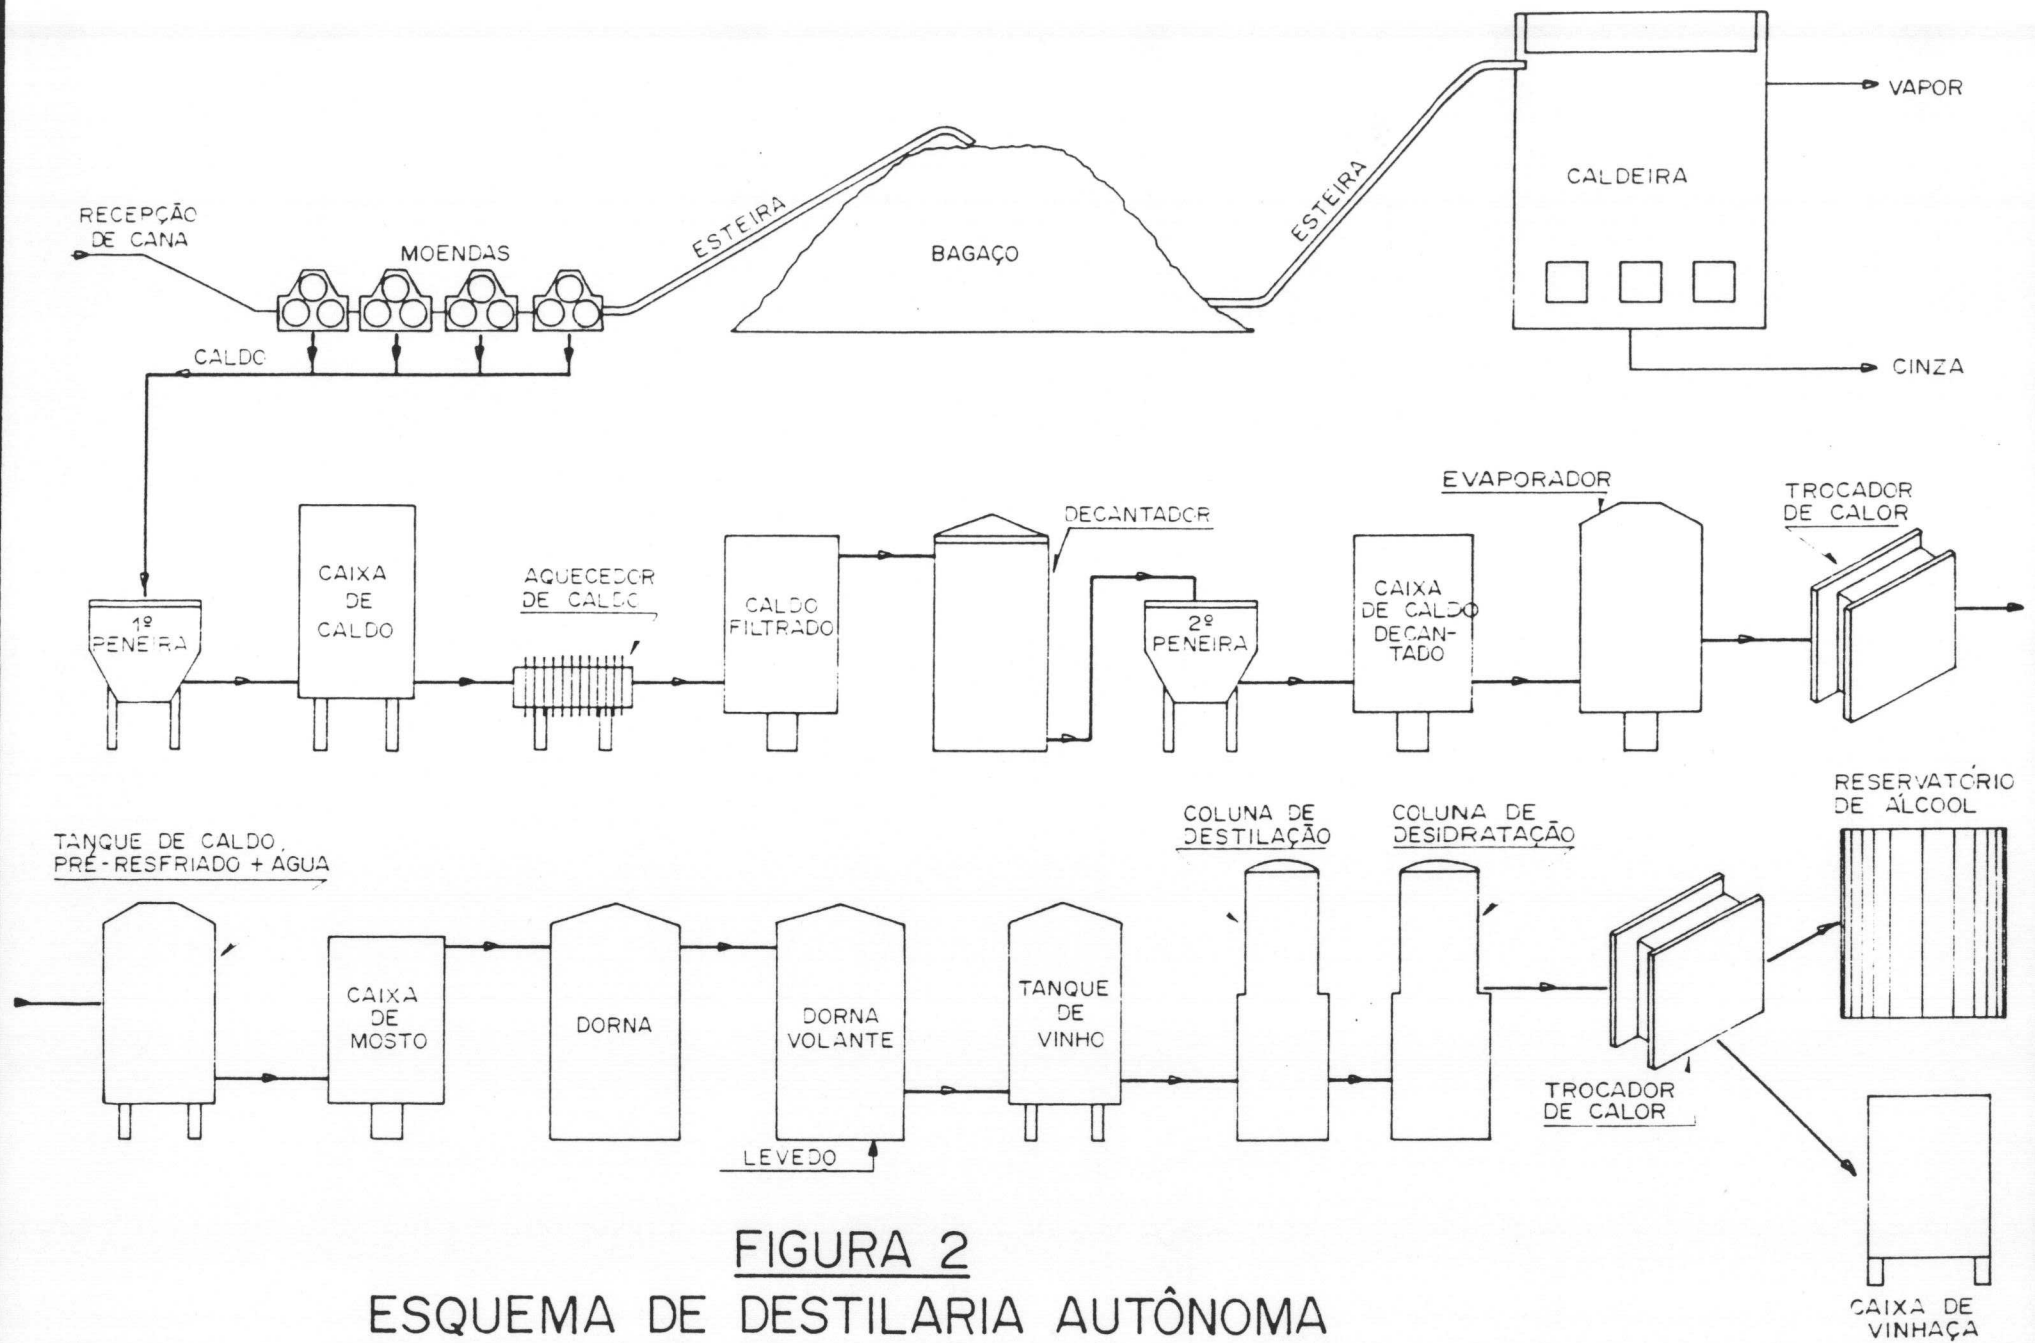 VAPOR
CALDEIRA
ESTEIRA
ESTEIRA
BAGAÇO
RECEPÇÃO
DE CANA
MOENDAS
CALDO
CINZA
1º
PENEIRA
CAIXA
DE
CALDO
AQUECEDOR
DE CALDO
CALDO
FILTRADO
DECANTADOR
2º
PENEIRA
CAIXA
DE CALDO
DECAN-
TADO
EVAPORADOR
TROCADOR
DE CALOR
TANQUE DE CALDO,
PRÉ-RESFRIADO + AGUA
CAIXA
DE
MOSTO
DORNA
DORNA
VOLANTE
LEVEDO
TANQUE
DE
VINHO
COLUNA DE
DESTILAÇÃO
COLUNA DE
DESIDRATAÇÃO
TROCADOR
DE CALOR
RESERVATÓRIO
DE ÁLCOOL
CAIXA DE
VINHAÇA
FIGURA 2
ESQUEMA DE DESTILARIA AUTÔNOMA